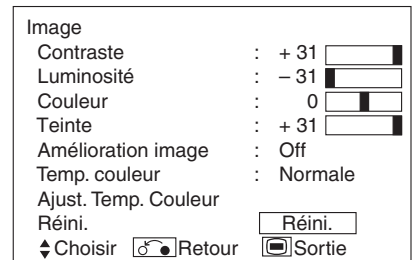 Image
Contraste : + 31
Luminosité : – 31
Couleur : 0
Teinte : + 31
Amélioration image : Off
Temp. couleur : Normale
Ajust. Temp. Couleur
Réini. Réini.
Choisir Retour Sortie